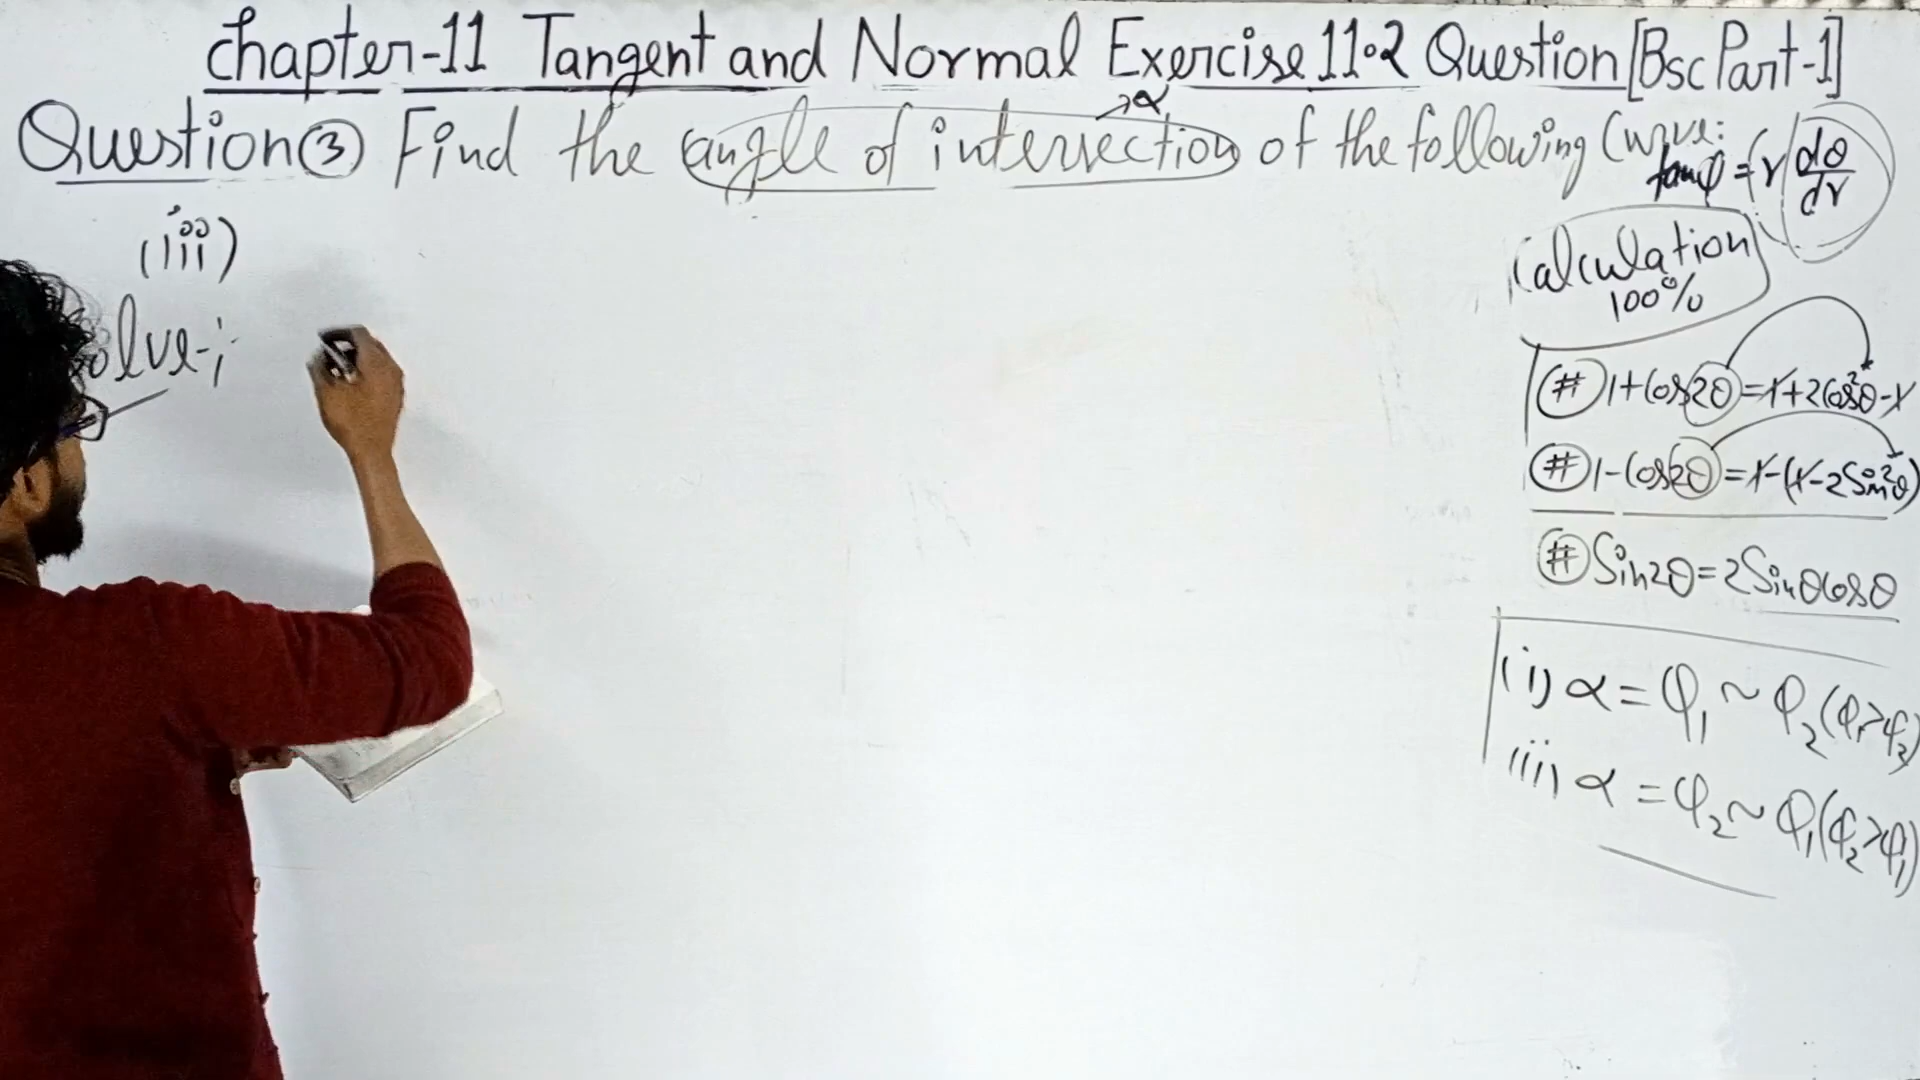 Chapter-11 Tangent and Normal Exercise 11.2 Question [Bsc Part-1]
→α
Question ③ Find the angle of intersection of the following Curve:
tanφ = r dθ/dr
(iii)
Calculation
100%
olve-;
# 1+Cos2θ = 1+2Cos²θ-1
# 1-Cos2θ = 1-(1-2Sin²θ)
# Sin2θ = 2SinθCosθ
(i) α = φ₁ ~ φ₂ (φ₁>φ₂)
(ii) α = φ₂ ~ φ₁ (φ₂>φ₁)